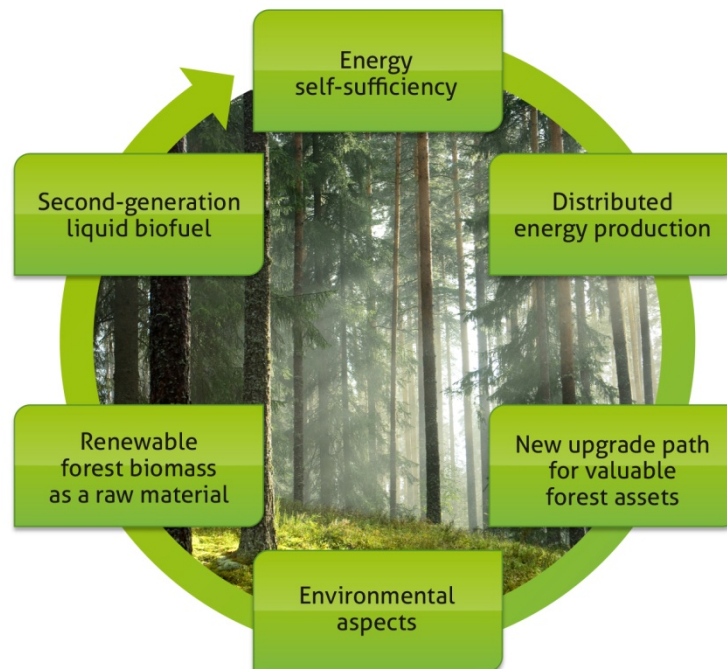 Energy
self-sufficiency
Distributed
energy production
New upgrade path
for valuable
forest assets
Environmental
aspects
Renewable
forest biomass
as a raw material
Second-generation
liquid biofuel